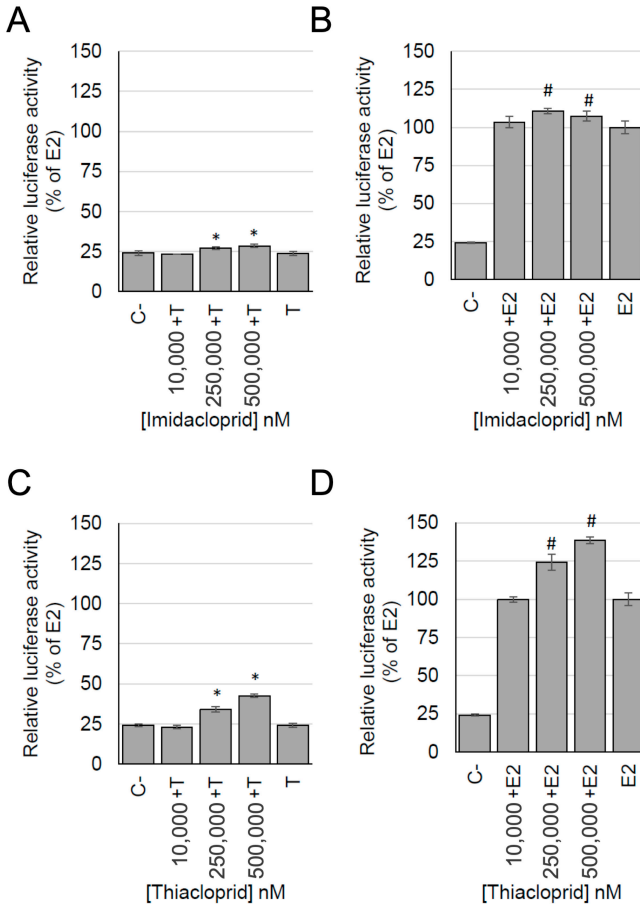 A
Relative luciferase activity
(% of E2)
150
125
100
75
50
25
0
*
*
C-
10,000 +T
250,000 +T
500,000 +T
T
[Imidacloprid] nM
B
Relative luciferase activity
(% of E2)
150
125
100
75
50
25
0
#
#
C-
10,000 +E2
250,000 +E2
500,000 +E2
E2
[Imidacloprid] nM
C
Relative luciferase activity
(% of E2)
150
125
100
75
50
25
0
*
*
C-
10,000 +T
250,000 +T
500,000 +T
T
[Thiacloprid] nM
D
Relative luciferase activity
(% of E2)
150
125
100
75
50
25
0
#
#
C-
10,000 +E2
250,000 +E2
500,000 +E2
E2
[Thiacloprid] nM